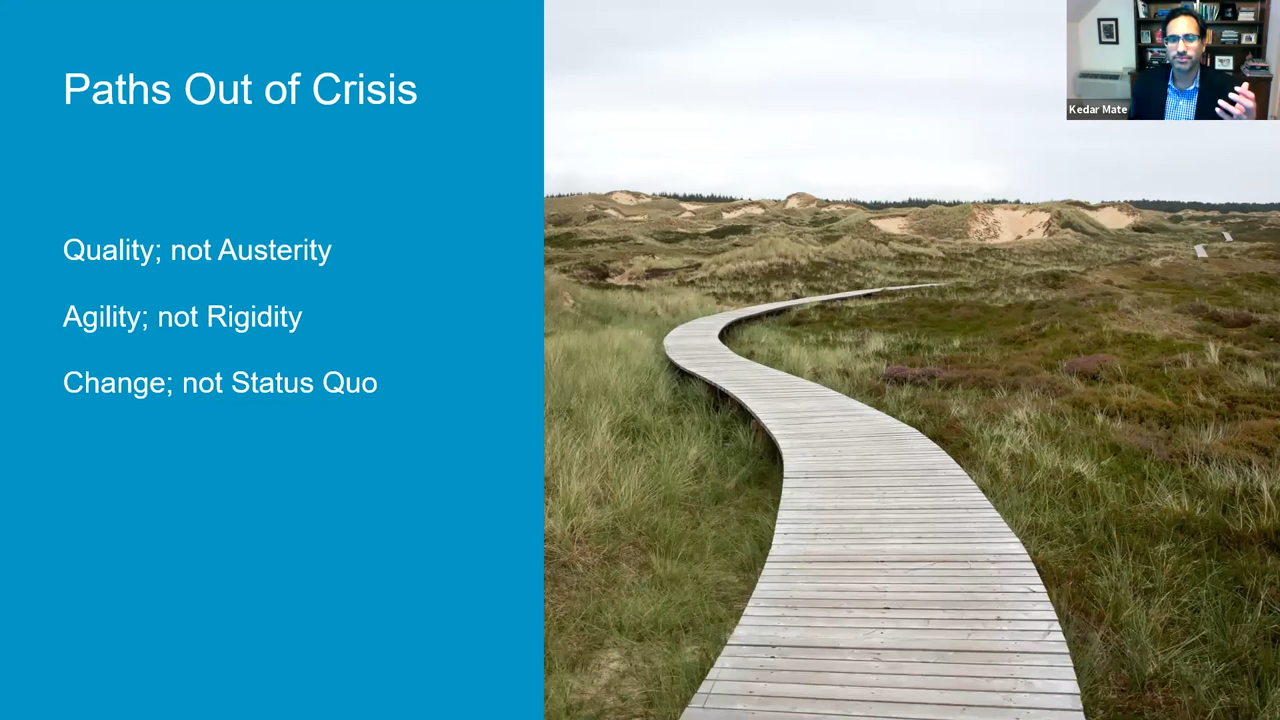 Paths Out of Crisis
Quality; not Austerity
Agility; not Rigidity
Change; not Status Quo
Kedar Mate